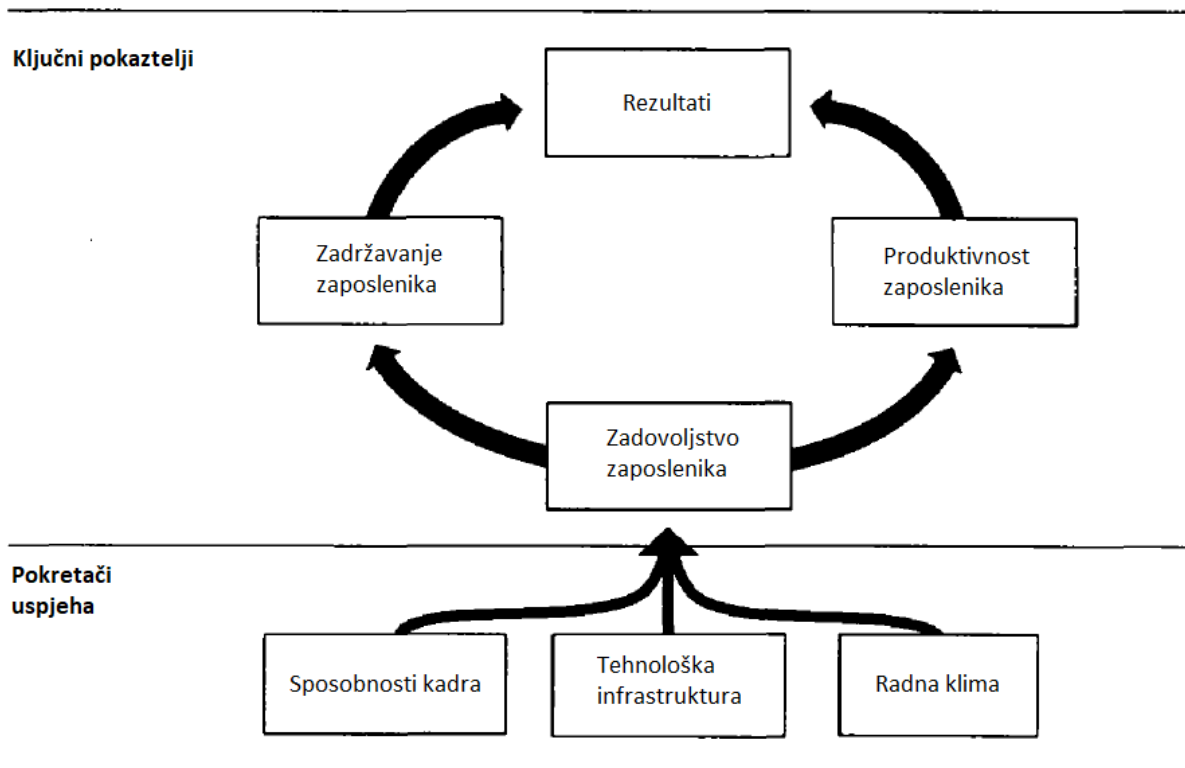 Ključni pokaztelji
Rezultati
Zadržavanje
zaposlenika
Produktivnost
zaposlenika
Zadovoljstvo
zaposlenika
Pokretači
uspjeha
Sposobnosti kadra
Tehnološka
infrastruktura
Radna klima